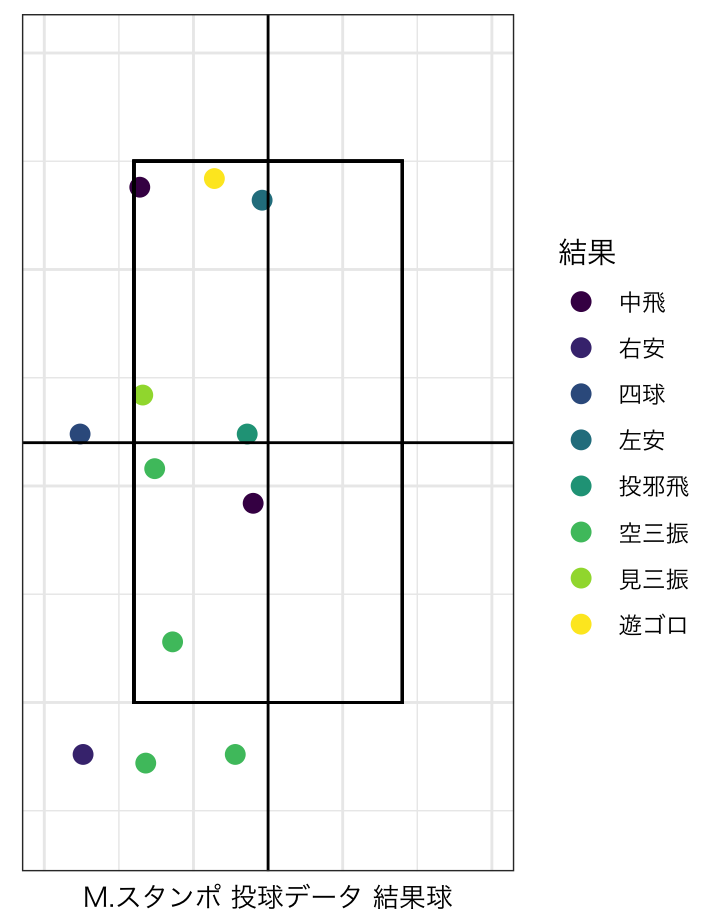 結果
中飛
右安
四球
左安
投邪飛
空三振
見三振
遊ゴロ
M.スタンポ 投球データ 結果球